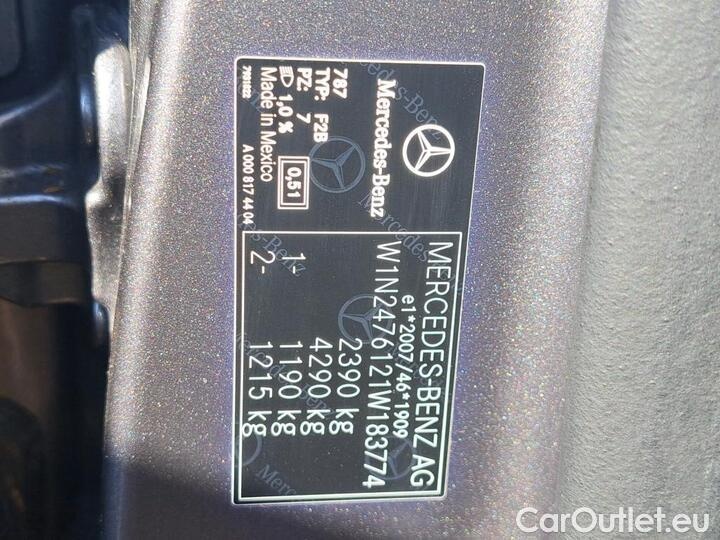 MERCEDES-BENZ AG
e1*2007/46*1909
W1N2476121W183774
2390 kg
4290 kg
1- 1190 kg
2- 1215 kg
Mercedes-Benz
787
TYP: F2B
PZ: 7
1,0 %
0,51
Made in Mexico
A 000 817 44 04
CarOutlet.eu